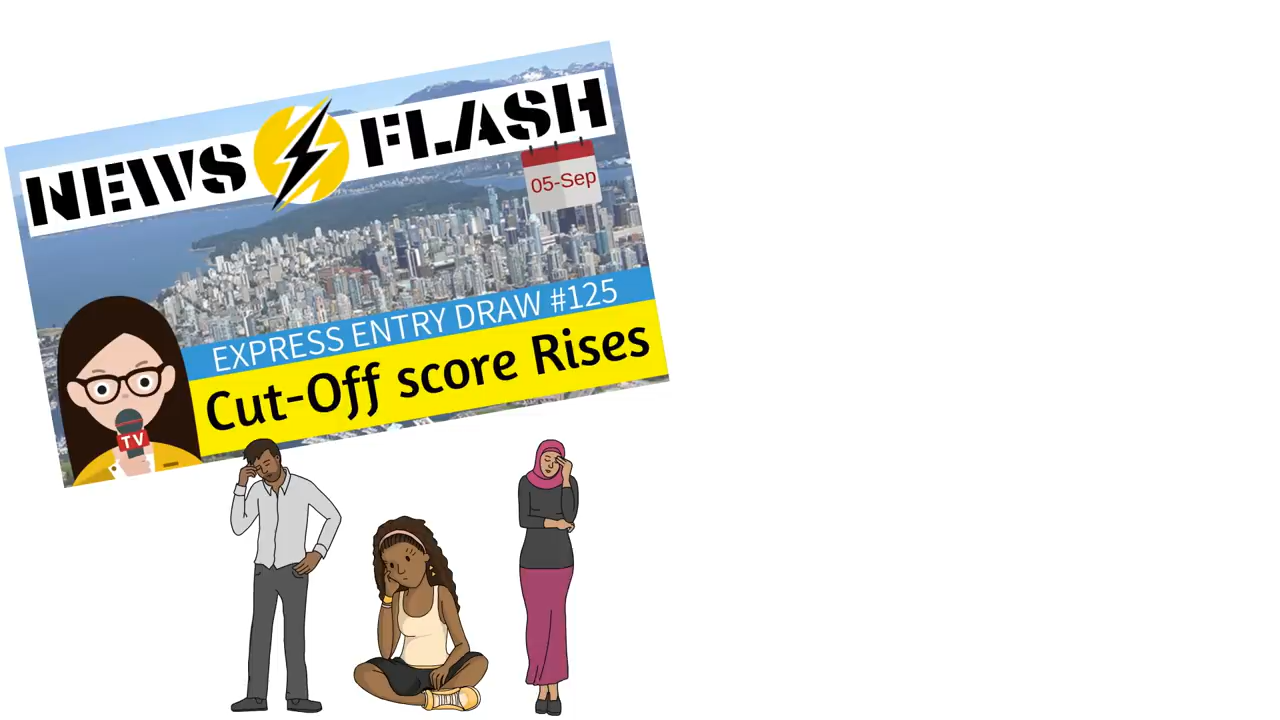 NEWS FLASH
05-Sep
EXPRESS ENTRY DRAW #125
Cut-Off score Rises
TV